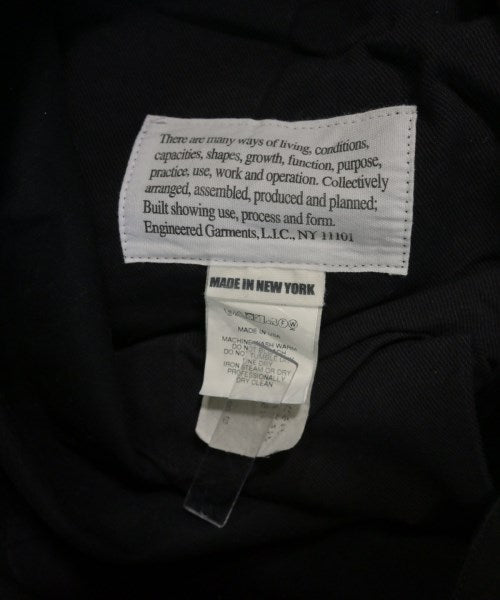 There are many ways of living, conditions,
capacities, shapes, growth, function, purpose,
practice, use, work and operation. Collectively
arranged, assembled, produced and planned;
Built showing use, process and form.
Engineered Garments, L.I.C., NY 11101
MADE IN NEW YORK
MADE IN USA
MACHINE WASH WARM
DO NOT BLEACH
DO NOT TUMBLE DRY
LINE DRY
IRON STEAM OR DRY
PROFESSIONALLY
DRY CLEAN